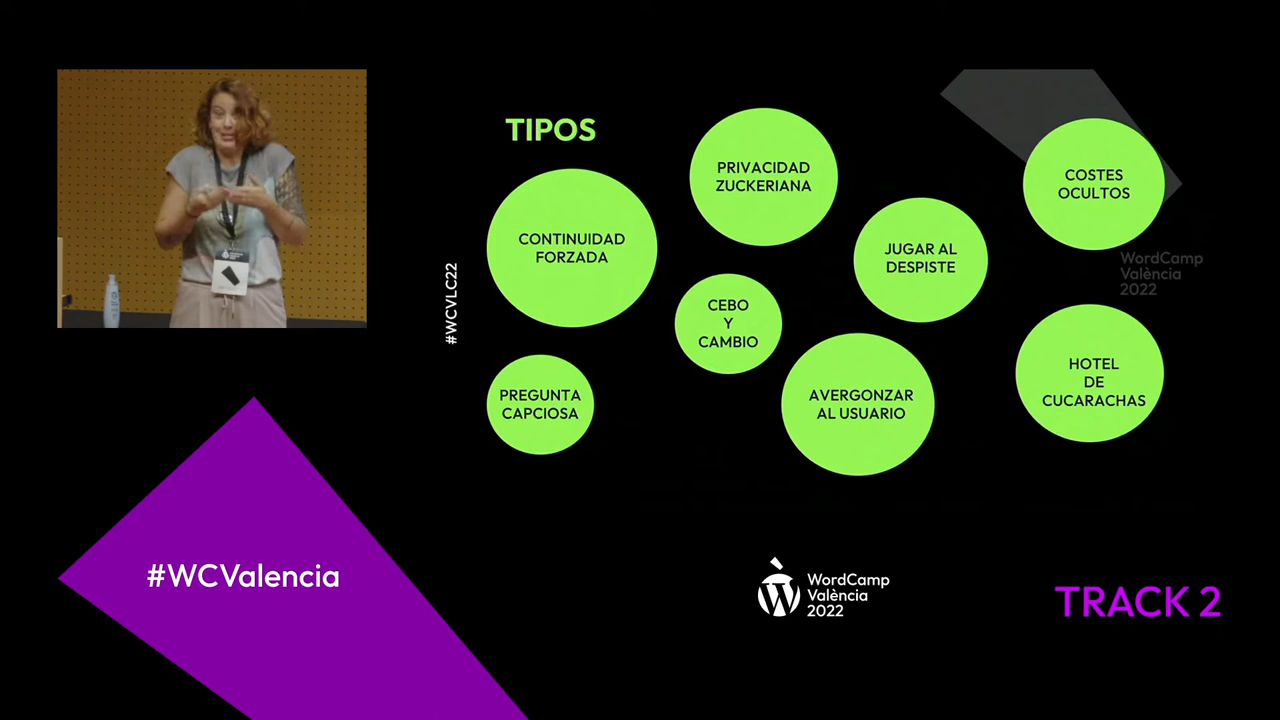 TIPOS
PRIVACIDAD
ZUCKERIANA
COSTES
OCULTOS
CONTINUIDAD
FORZADA
JUGAR AL
DESPISTE
CEBO
Y
CAMBIO
PREGUNTA
CAPCIOSA
AVERGONZAR
AL USUARIO
HOTEL
DE
CUCARACHAS
#WCVLC22
WordCamp
València
2022
#WCValencia
WordCamp
València
2022
TRACK 2